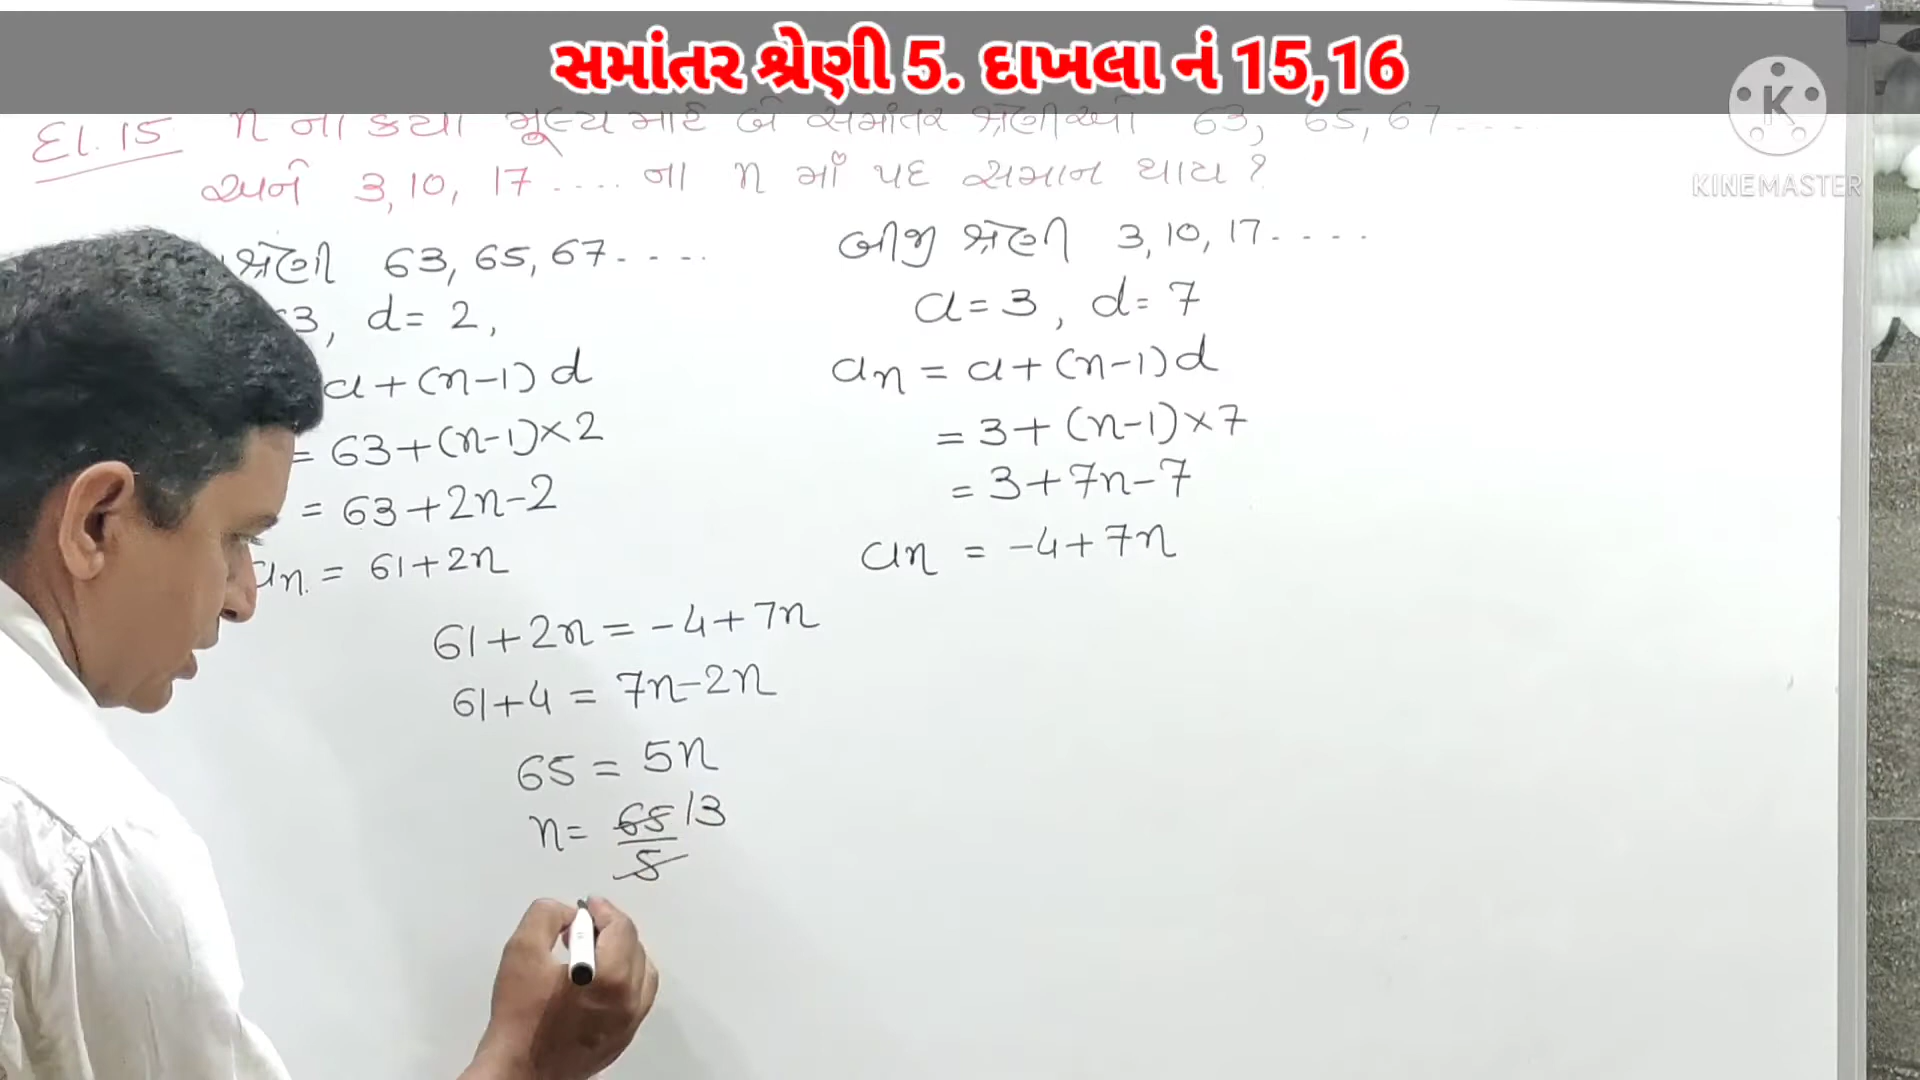 સમાંતર શ્રેણી 5. દાખલા નં 15,16
K
KINEMASTER
દા. 15 n ના કયા મૂલ્ય માટે બે સમાંતર શ્રેણીઓ 63, 65, 67....
અને 3, 10, 17.... ના n માં પદ સમાન થાય ?
શ્રેણી 63, 65, 67....
3, d= 2,
a+(n-1) d
= 63+(n-1)×2
= 63+2n-2
an = 61+2n
બીજી શ્રેણી 3, 10, 17....
a= 3, d= 7
an = a+(n-1)d
= 3+(n-1)×7
= 3+7n-7
an = -4+7n
61+2n = -4+7n
61+4 = 7n-2n
65 = 5n
n= 65/5 13